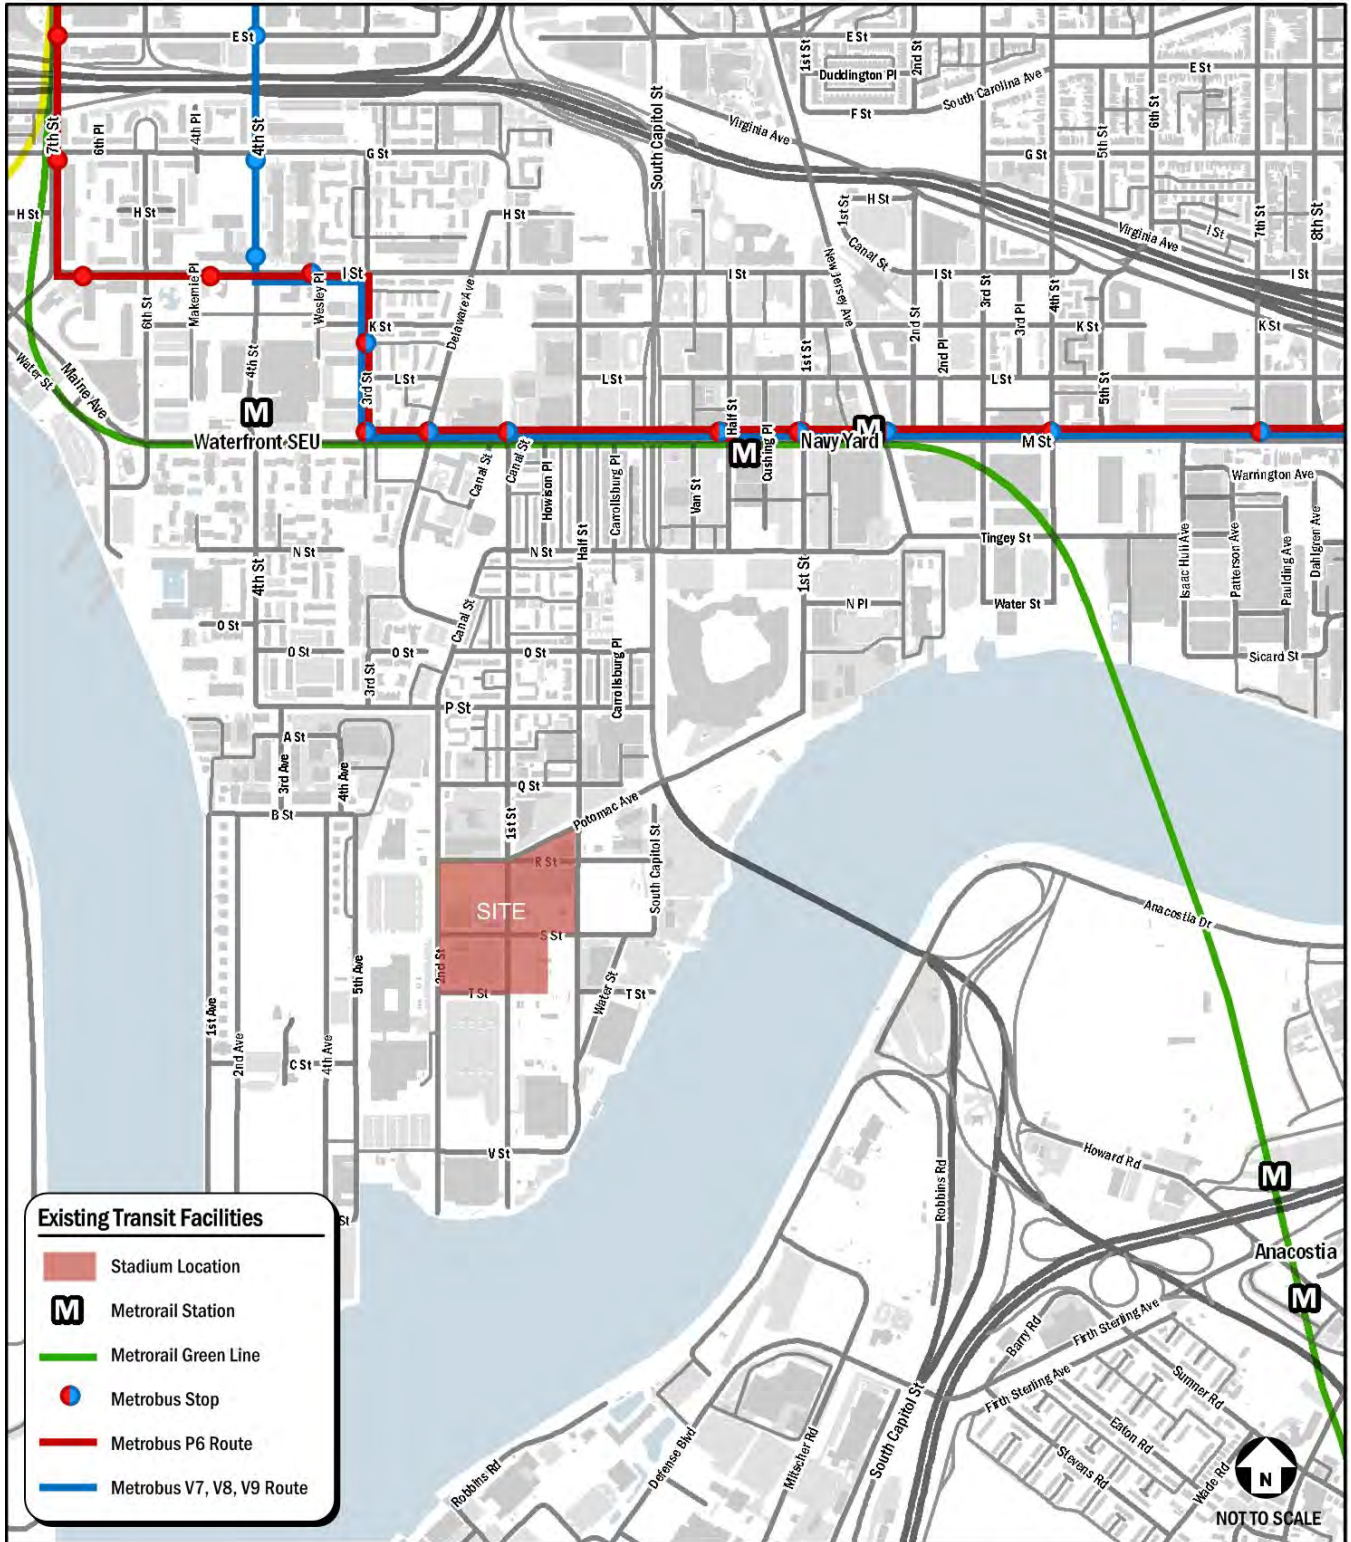 E St
E St
1st St
2nd St
Duddington Pl
F St
South Carolina Ave
E St
6th St
5th St
G St
7th St
6th Pl
4th Pl
4th St
G St
South Capitol St
Virginia Ave
H St
H St
H St
1st St
H St
Canal St
New Jersey Ave
Virginia Ave
I St
7th St
8th St
I St
I St
I St
I St
6th St
Makemie Pl
Wesley Pl
Delaware Ave
K St
3rd St
4th St
3rd Pl
2nd St
2nd Pl
K St
K St
Water St
Maine Ave
4th St
3rd St
L St
L St
1st St
L St
5th St
M
Waterfront SEU
Half St
Cushing Pl
M
Navy Yard
M
M St
Canal St
Canal St
Howison Pl
Half St
Carrollsburg Pl
Van St
Warrington Ave
Isaac Hull Ave
Patterson Ave
Paulding Ave
Dahlgren Ave
N St
4th St
N St
Tingey St
1st St
N Pl
Water St
O St
O St
3rd St
O St
Canal St
O St
Carrollsburg Pl
Sicard St
P St
A St
3rd Ave
4th Ave
B St
Q St
1st St
Potomac Ave
R St
South Capitol St
SITE
S St
2nd St
T St
Water St
T St
Anacostia Dr
1st Ave
2nd Ave
C St
4th Ave
5th Ave
V St
Howard Rd
Robbins Rd
M
Anacostia
M
St
Barry Rd
Firth Sterling Ave
Firth Sterling Ave
Sumner Rd
Eaton Rd
Stevens Rd
Wade Rd
South Capitol St
Mitscher Rd
Defense Blvd
Robbins Rd
N
NOT TO SCALE
Existing Transit Facilities
Stadium Location
M
Metrorail Station
Metrorail Green Line
Metrobus Stop
Metrobus P6 Route
Metrobus V7, V8, V9 Route